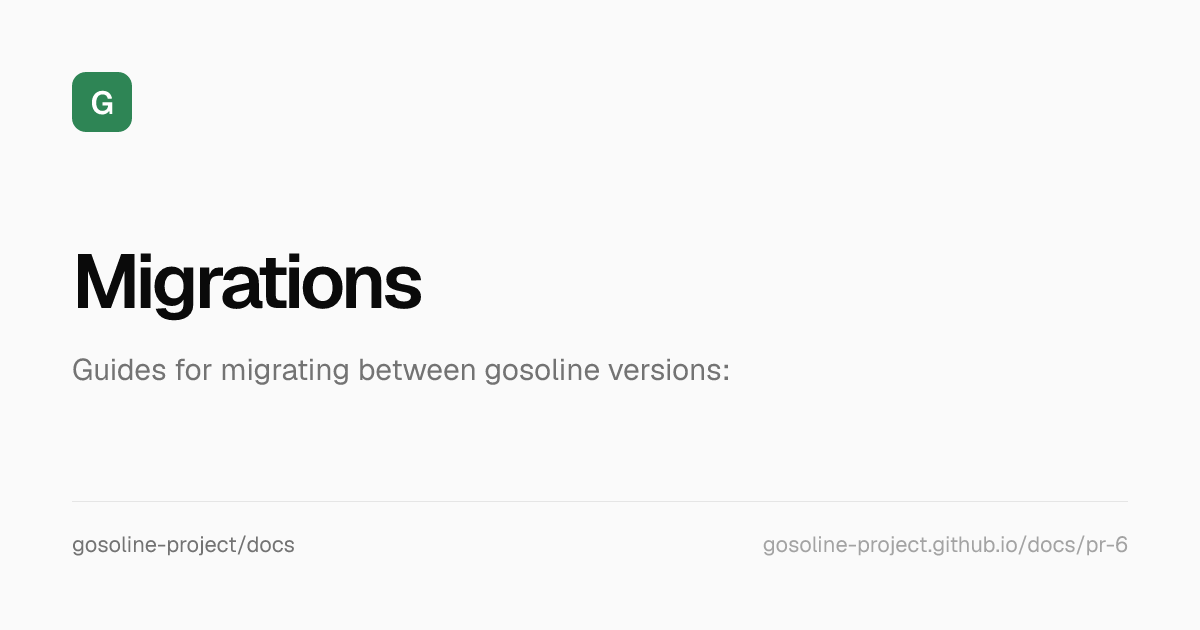 G
Migrations
Guides for migrating between gosoline versions:
gosoline-project/docs
gosoline-project.github.io/docs/pr-6